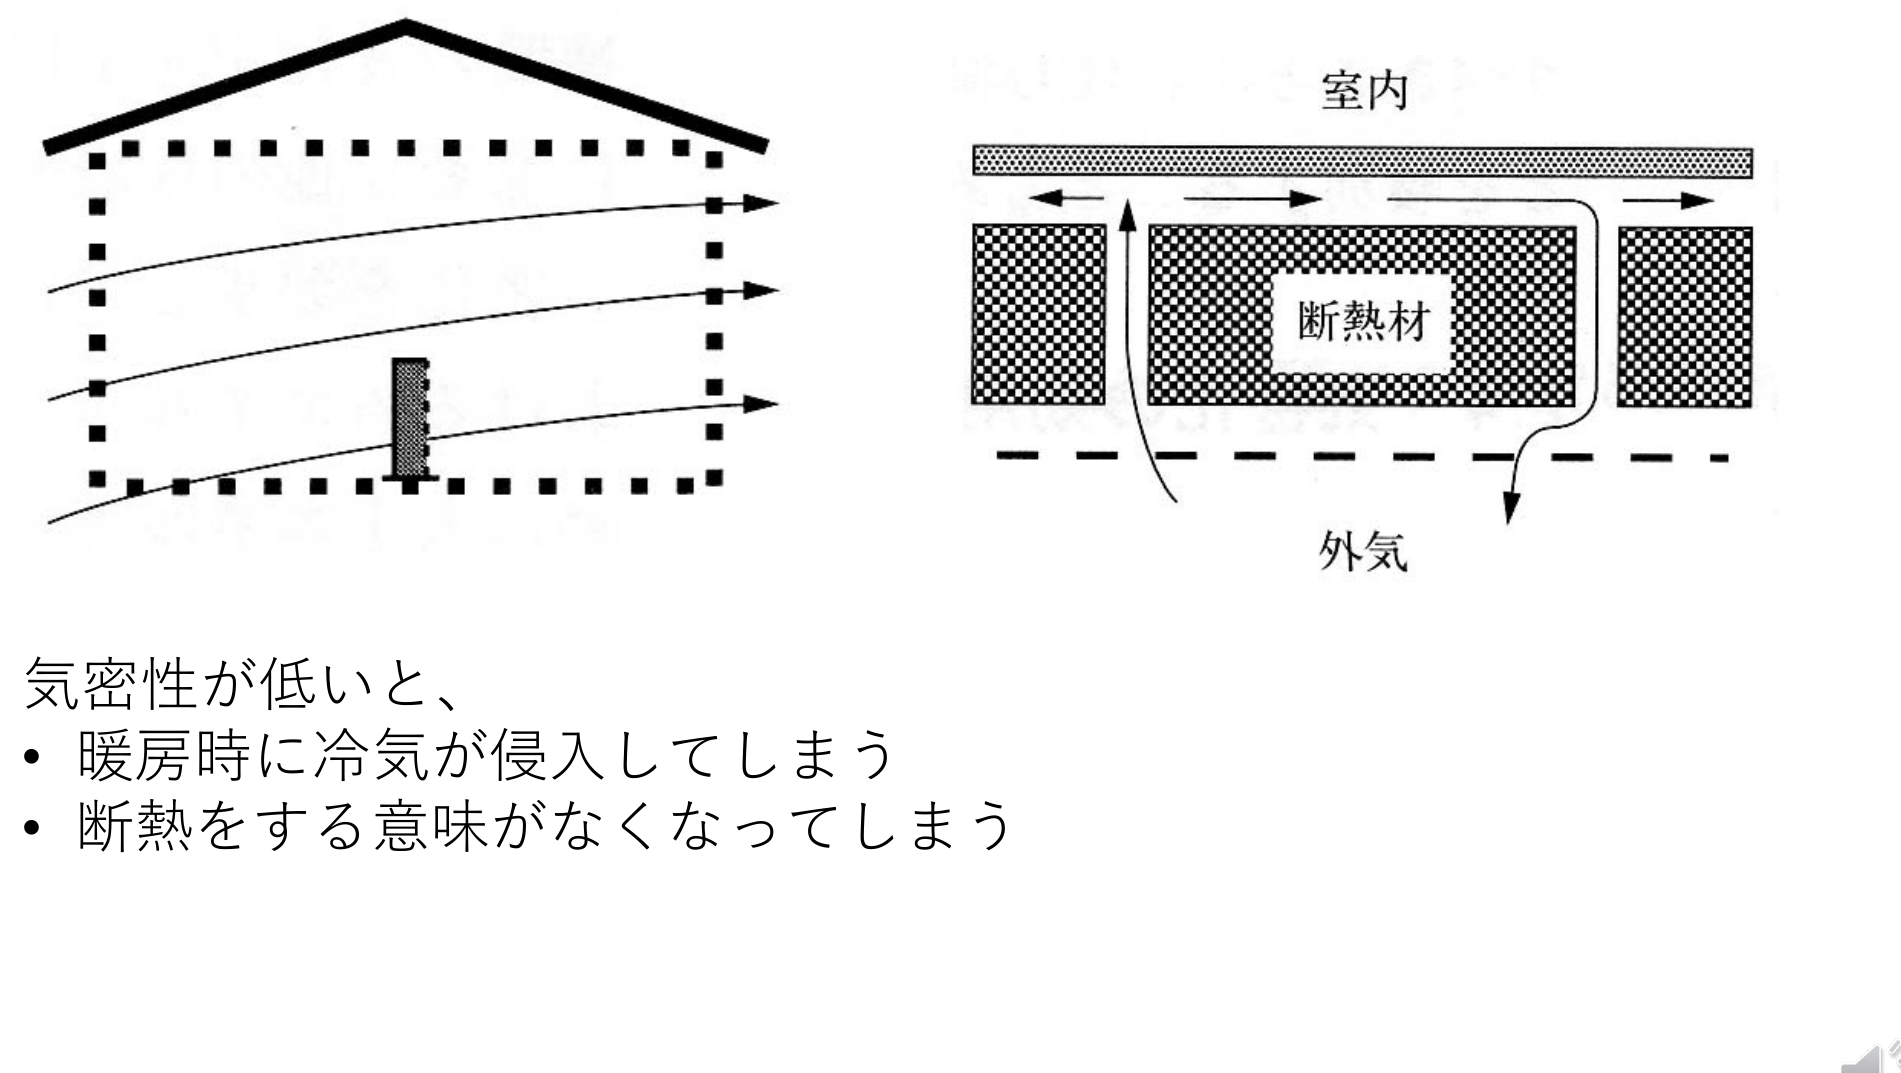 室内
断熱材
外気
気密性が低いと、
• 暖房時に冷気が侵入してしまう
• 断熱をする意味がなくなってしまう